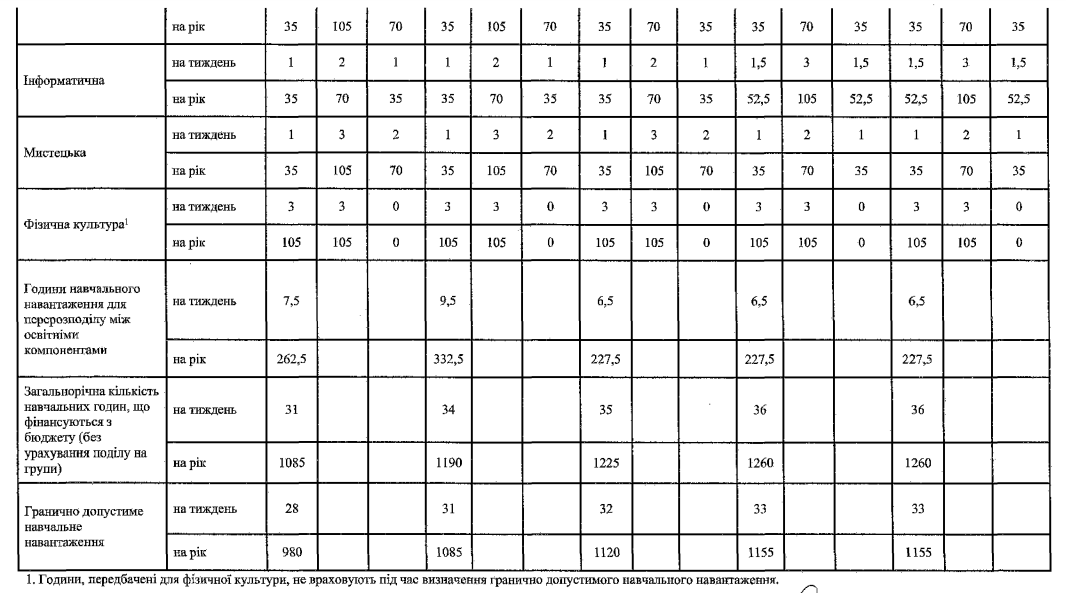 на рік 35 105 70 35 105 70 35 70 35 35 70 35 35 70 35
Інформатична
на тиждень 1 2 1 1 2 1 1 2 1 1,5 3 1,5 1,5 3 1,5
на рік 35 70 35 35 70 35 35 70 35 52,5 105 52,5 52,5 105 52,5
Мистецька
на тиждень 1 3 2 1 3 2 1 3 2 1 2 1 1 2 1
на рік 35 105 70 35 105 70 35 105 70 35 70 35 35 70 35
Фізична культура¹
на тиждень 3 3 0 3 3 0 3 3 0 3 3 0 3 3 0
на рік 105 105 0 105 105 0 105 105 0 105 105 0 105 105 0
Години навчального
навантаження для
перерозподілу між
освітніми
компонентами
на тиждень 7,5 9,5 6,5 6,5 6,5
на рік 262,5 332,5 227,5 227,5 227,5
Загальнорічна кількість
навчальних годин, що
фінансуються з
бюджету (без
урахування поділу на
групи)
на тиждень 31 34 35 36 36
на рік 1085 1190 1225 1260 1260
Гранично допустиме
навчальне
навантаження
на тиждень 28 31 32 33 33
на рік 980 1085 1120 1155 1155
1. Години, передбачені для фізичної культури, не враховують під час визначення гранично допустимого навчального навантаження.